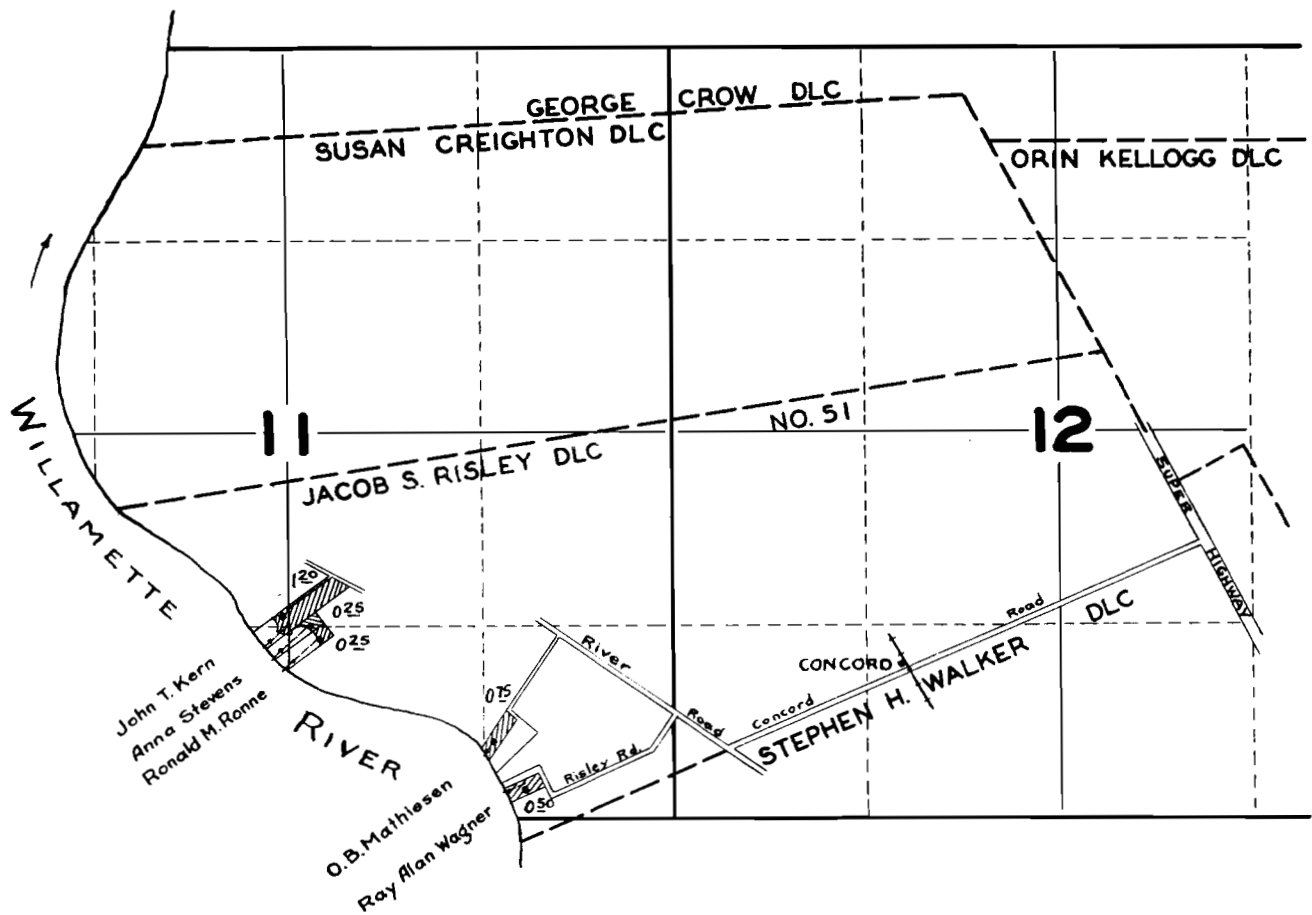 GEORGE CROW DLC
SUSAN CREIGHTON DLC
ORIN KELLOGG DLC
11
NO. 51
12
JACOB S. RISLEY DLC
WILLAMETTE
RIVER
SUPER
HIGHWAY
1.20
0.25
0.25
John T. Kern
Anna Stevens
Ronald M. Ronne
River
Road
CONCORD
Concord
Road
STEPHEN H. WALKER DLC
0.75
Risley Rd.
0.50
O.B. Mathiesen
Ray Alan Wagner